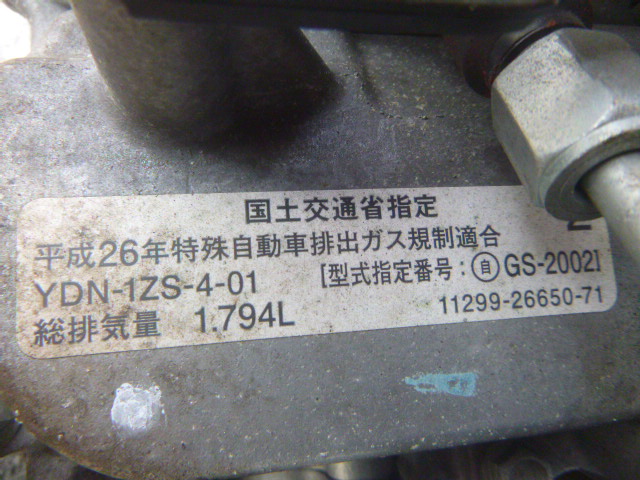 国土交通省指定
平成26年特殊自動車排出ガス規制適合
YDN-1ZS-4-01 [型式指定番号:自GS-2002]
総排気量 1.794L 11299-26650-71